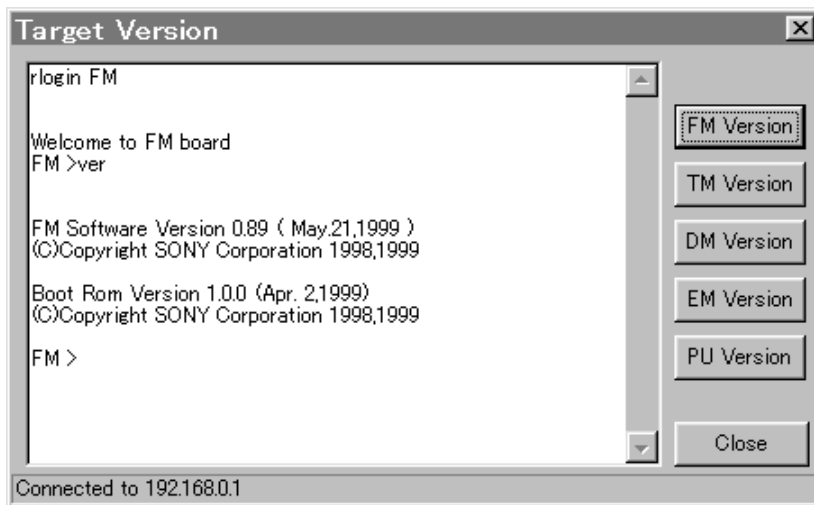 Target Version
rlogin FM
Welcome to FM board
FM >ver
FM Software Version 0.89 ( May.21,1999 )
(C)Copyright SONY Corporation 1998,1999
Boot Rom Version 1.0.0 (Apr. 2,1999)
(C)Copyright SONY Corporation 1998,1999
FM >
FM Version
TM Version
DM Version
EM Version
PU Version
Close
Connected to 192.168.0.1